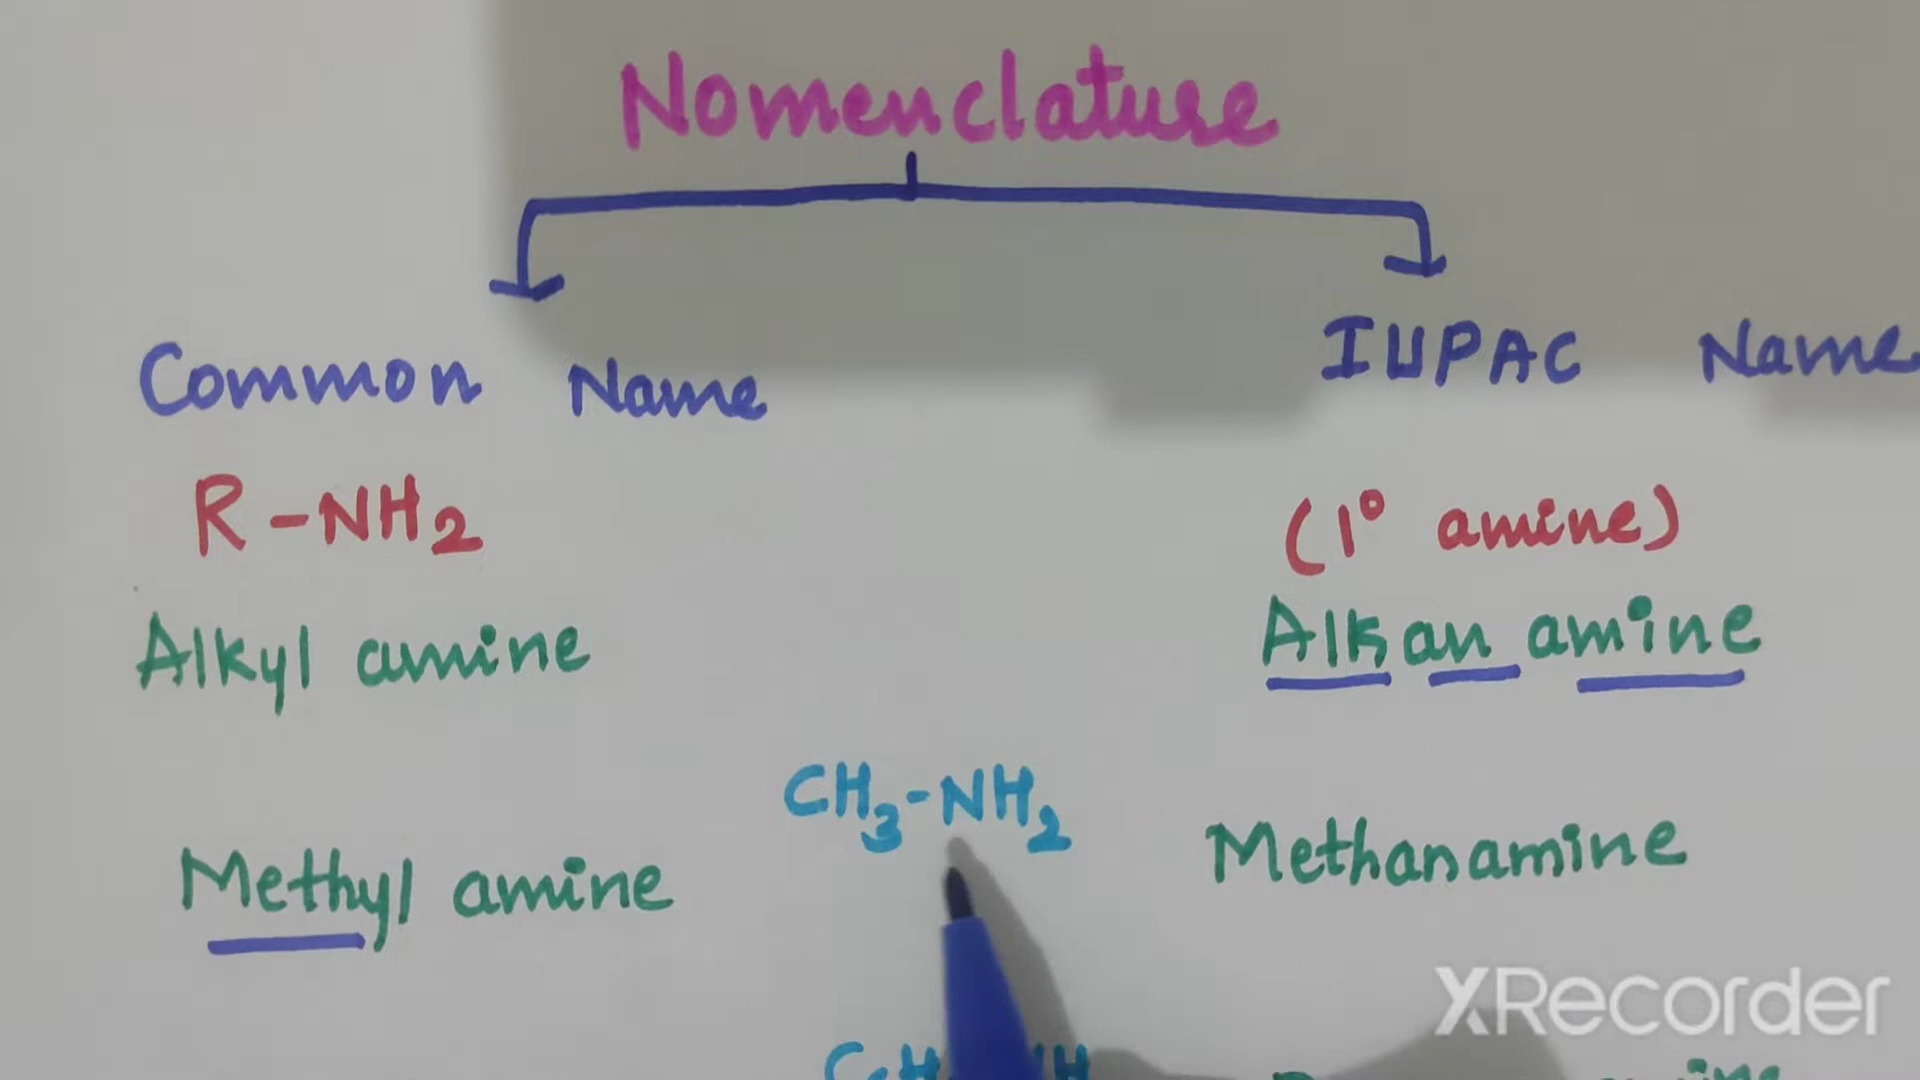 Nomenclature
Common Name
IUPAC Name
R-NH2
(1° amine)
Alkyl amine
Alkan amine
CH3-NH2
Methyl amine
Methanamine
XRecorder